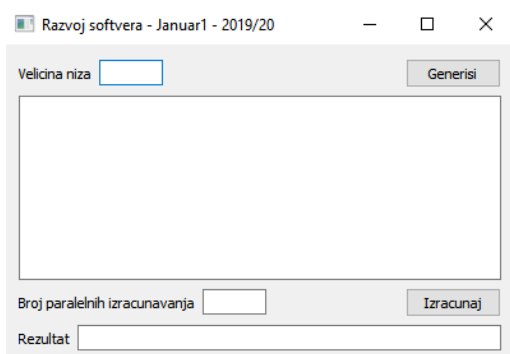 Razvoj softvera - Januar1 - 2019/20
Velicina niza Generisi
Broj paralelnih izracunavanja Izracunaj
Rezultat